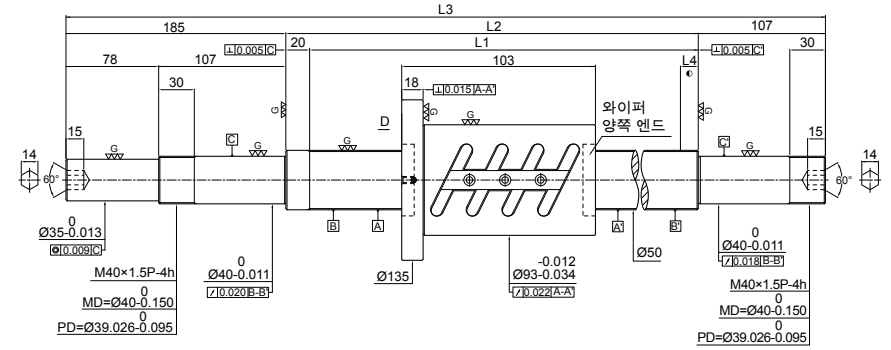 L3
185
L2
107
⊥ 0.005 C
20
L1
⊥ 0.005 C'
30
78
107
103
L4
30
18
⊥ 0.015 A-A'
G
G
G
D
G
와이퍼
양쪽 엔드
15
G
C
G
G
C'
G
15
14
60°
60°
14
0
Ø35-0.013
◎ 0.009 C
B
A
A'
B'
Ø50
0
Ø40-0.011
↗ 0.018 B-B'
0
Ø40-0.011
↗ 0.020 B-B'
Ø135
-0.012
Ø93-0.034
↗ 0.022 A-A'
M40×1.5P-4h
0
MD=Ø40-0.150
0
PD=Ø39.026-0.095
M40×1.5P-4h
0
MD=Ø40-0.150
0
PD=Ø39.026-0.095